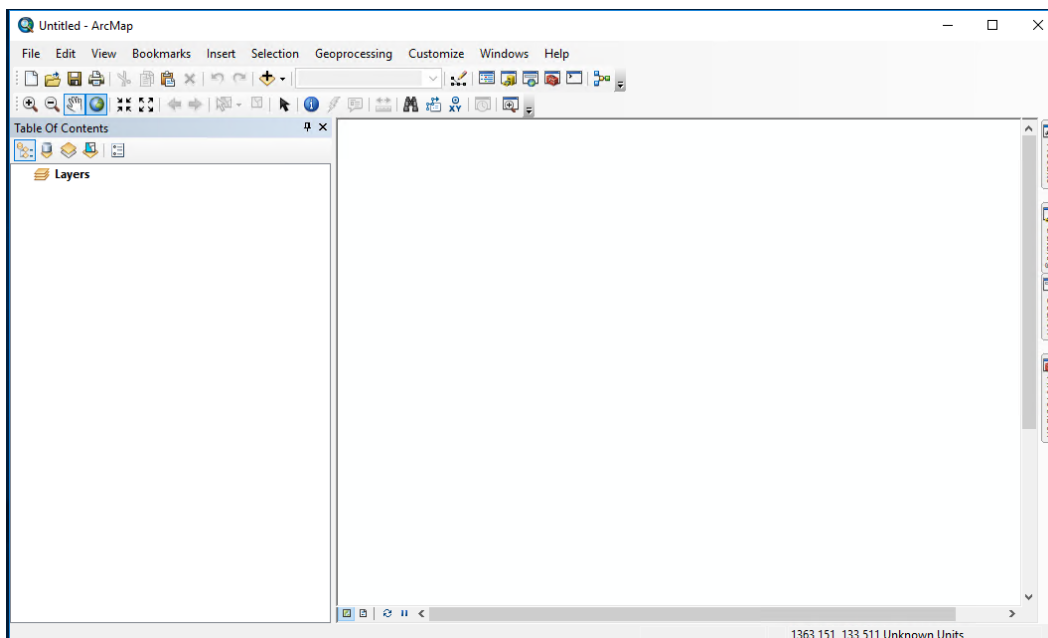 Untitled - ArcMap
File Edit View Bookmarks Insert Selection Geoprocessing Customize Windows Help
XY
Table Of Contents
Layers
1363.151 133.511 Unknown Units